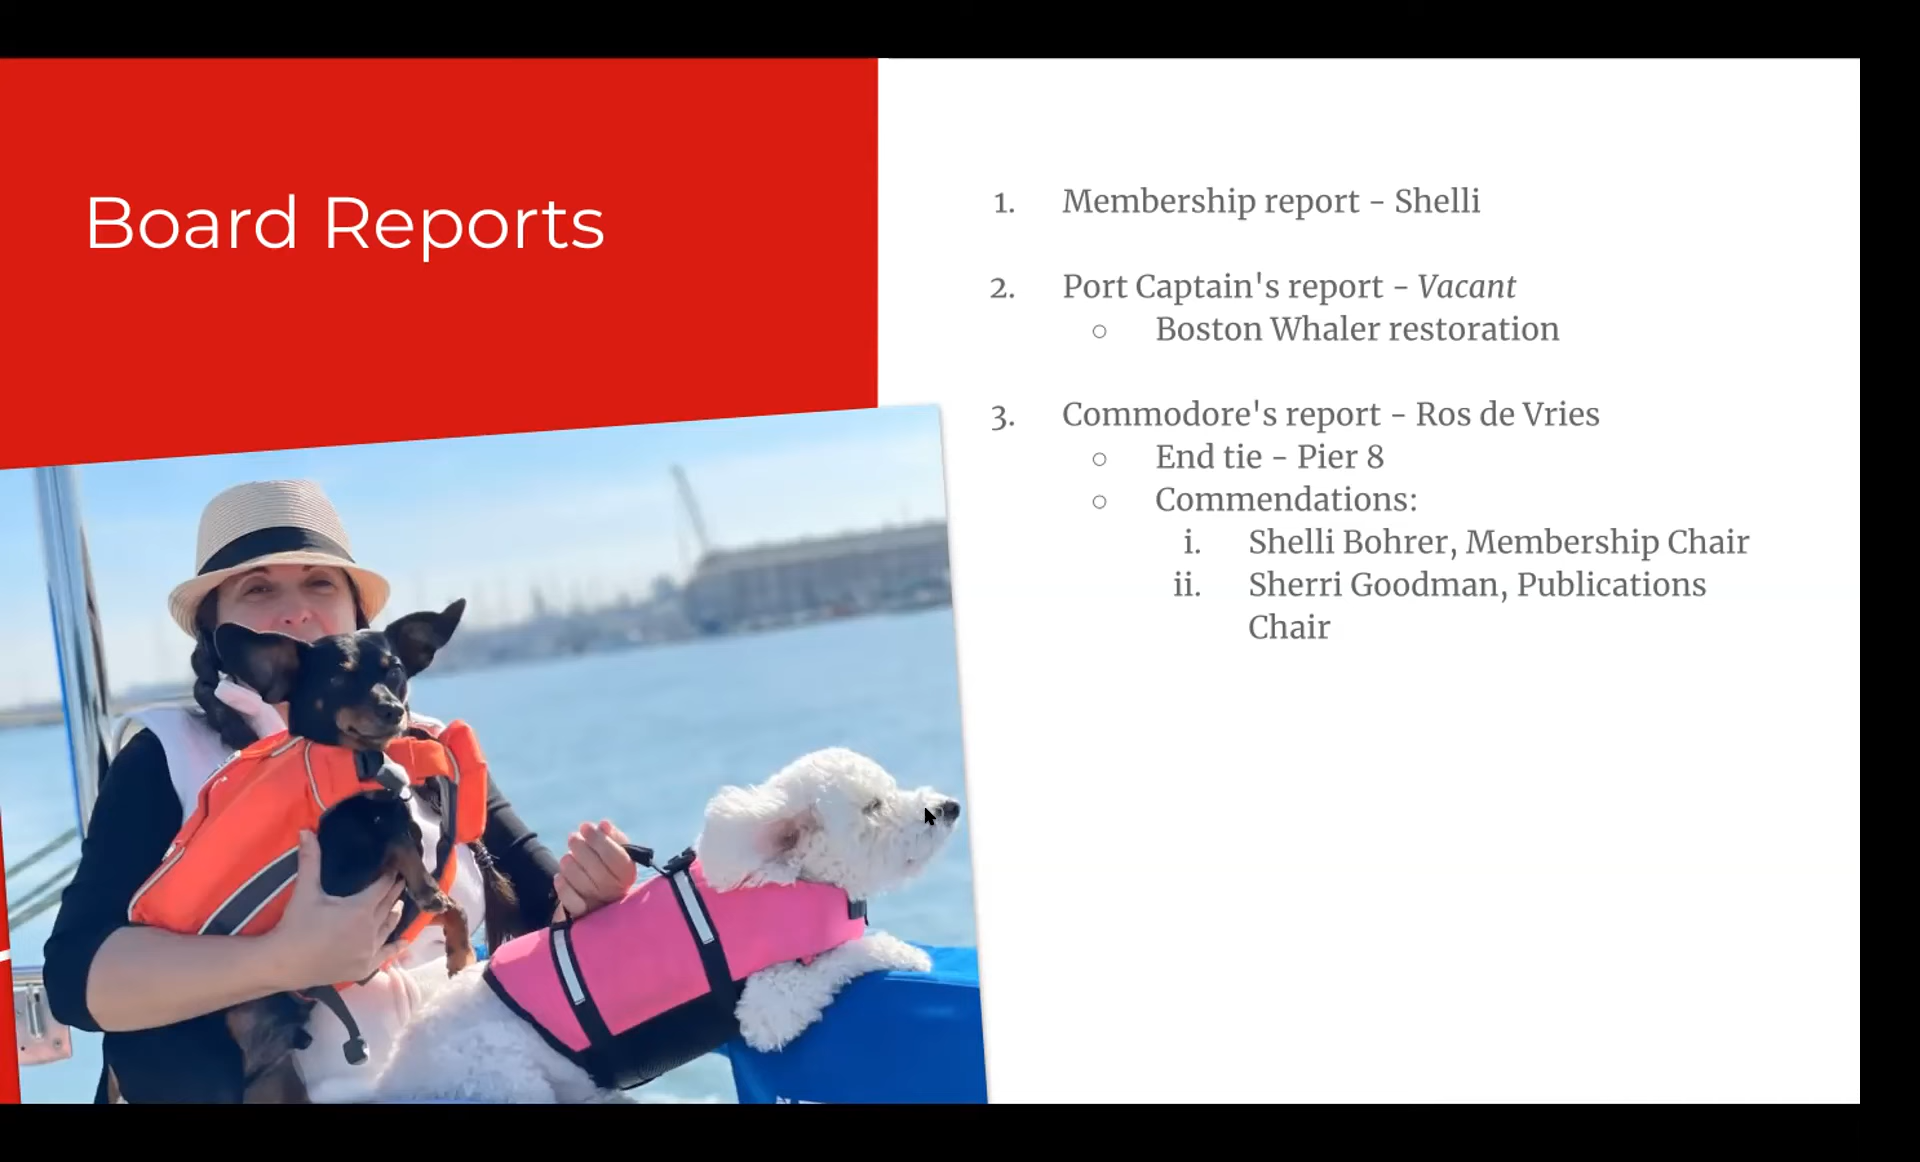 Board Reports
1. Membership report - Shelli
2. Port Captain's report - Vacant
○ Boston Whaler restoration
3. Commodore's report - Ros de Vries
○ End tie - Pier 8
○ Commendations:
i. Shelli Bohrer, Membership Chair
ii. Sherri Goodman, Publications
Chair